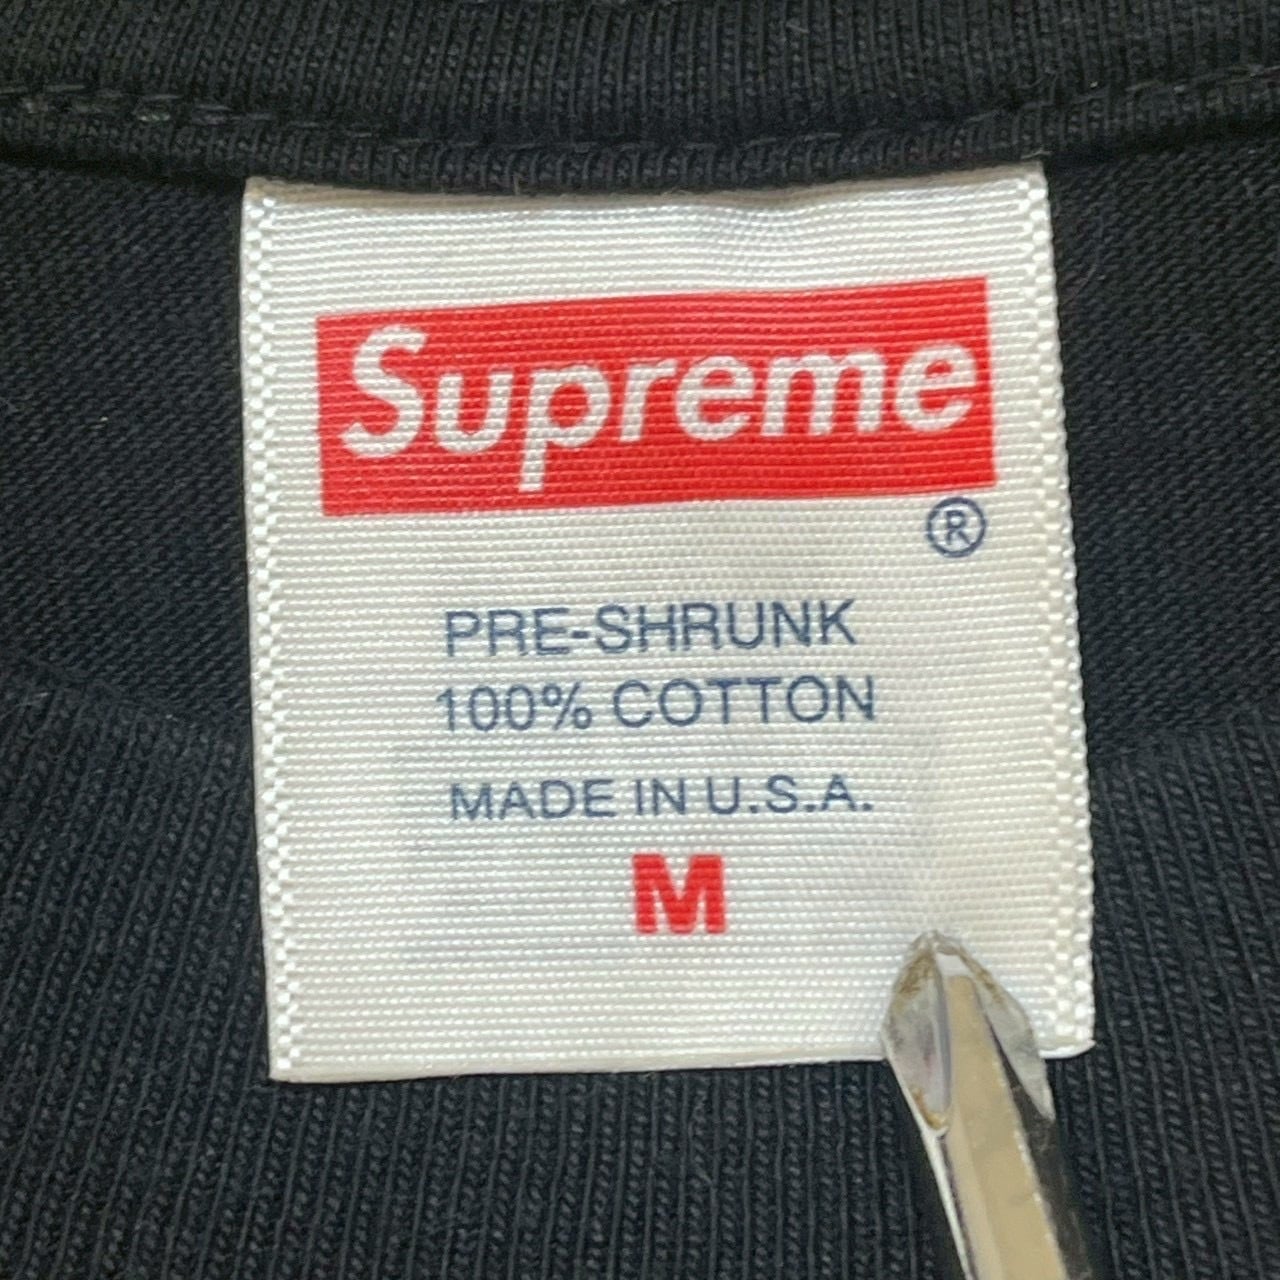 Supreme
®
PRE-SHRUNK
100% COTTON
MADE IN U.S.A.
M